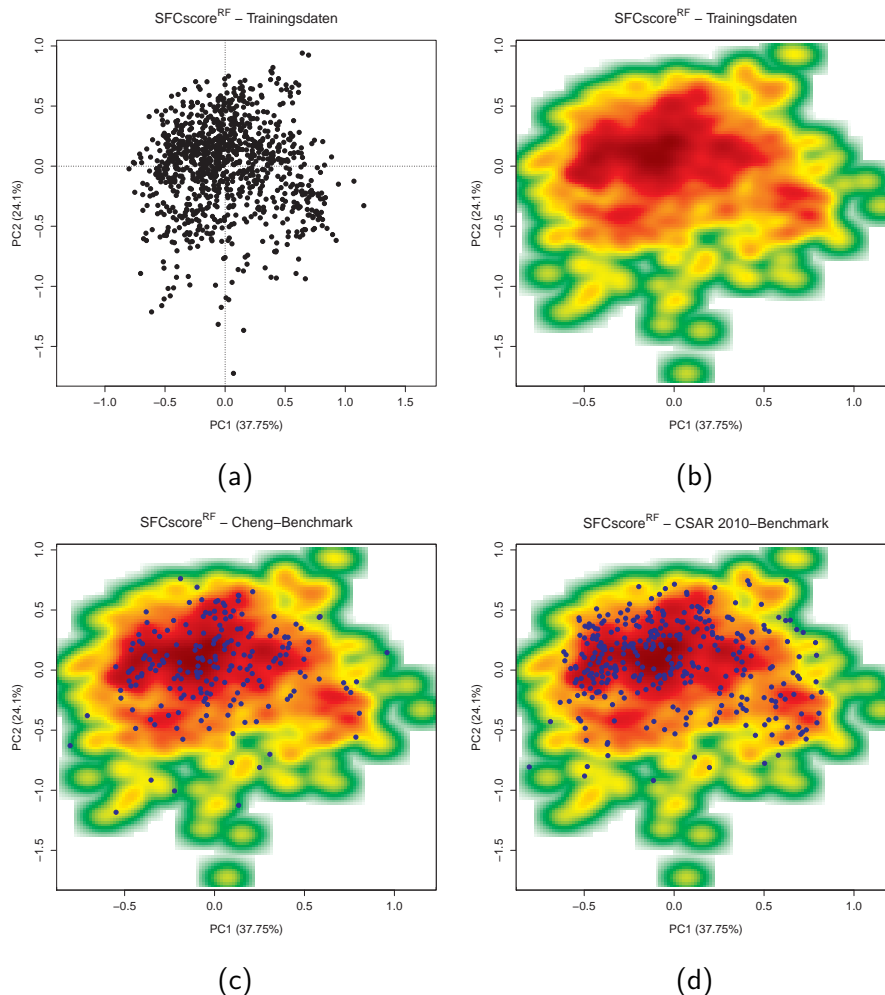 SFCscore^RF – Trainingsdaten
PC2 (24.1%)
1.0
0.5
0.0
−0.5
−1.0
−1.5
−1.0 −0.5 0.0 0.5 1.0 1.5
PC1 (37.75%)
(a)
SFCscore^RF – Trainingsdaten
PC2 (24.1%)
1.0
0.5
0.0
−0.5
−1.0
−1.5
−0.5 0.0 0.5 1.0
PC1 (37.75%)
(b)
SFCscore^RF – Cheng−Benchmark
PC2 (24.1%)
1.0
0.5
0.0
−0.5
−1.0
−1.5
−0.5 0.0 0.5 1.0
PC1 (37.75%)
(c)
SFCscore^RF – CSAR 2010−Benchmark
PC2 (24.1%)
1.0
0.5
0.0
−0.5
−1.0
−1.5
−0.5 0.0 0.5 1.0
PC1 (37.75%)
(d)